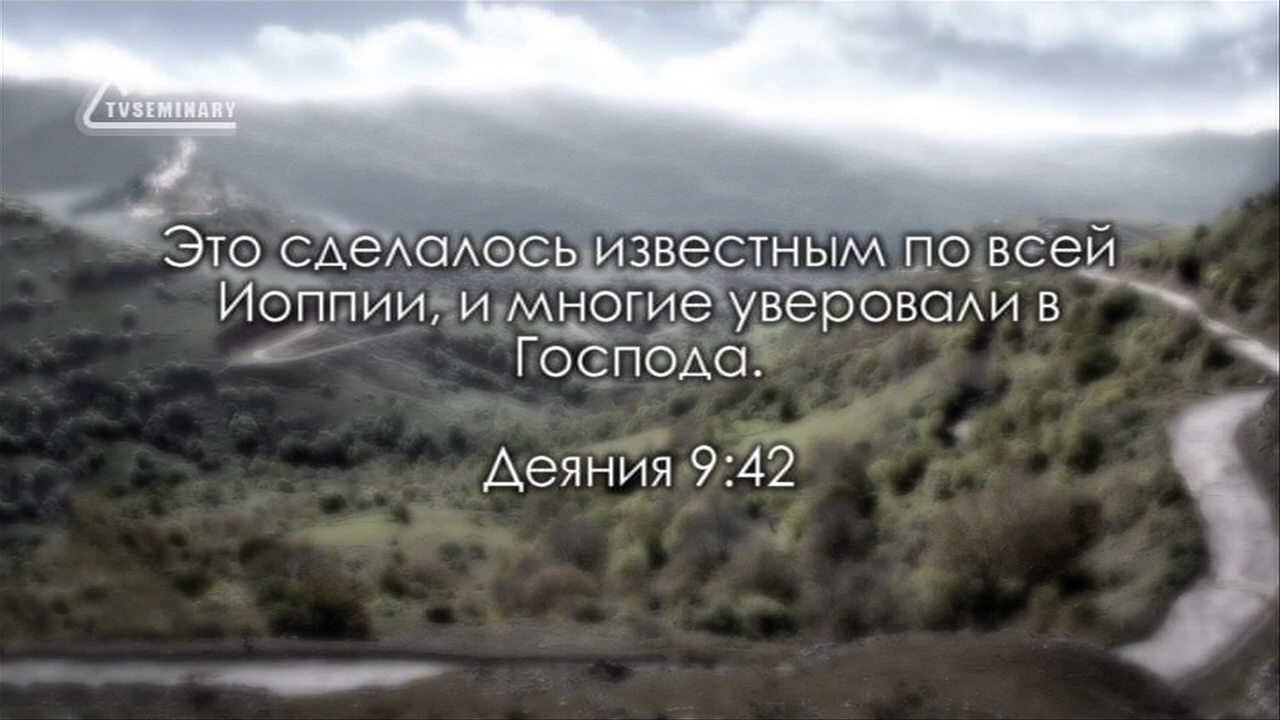 TVSEMINARY
Это сделалось известным по всей
Иоппии, и многие уверовали в
Господа.
Деяния 9:42